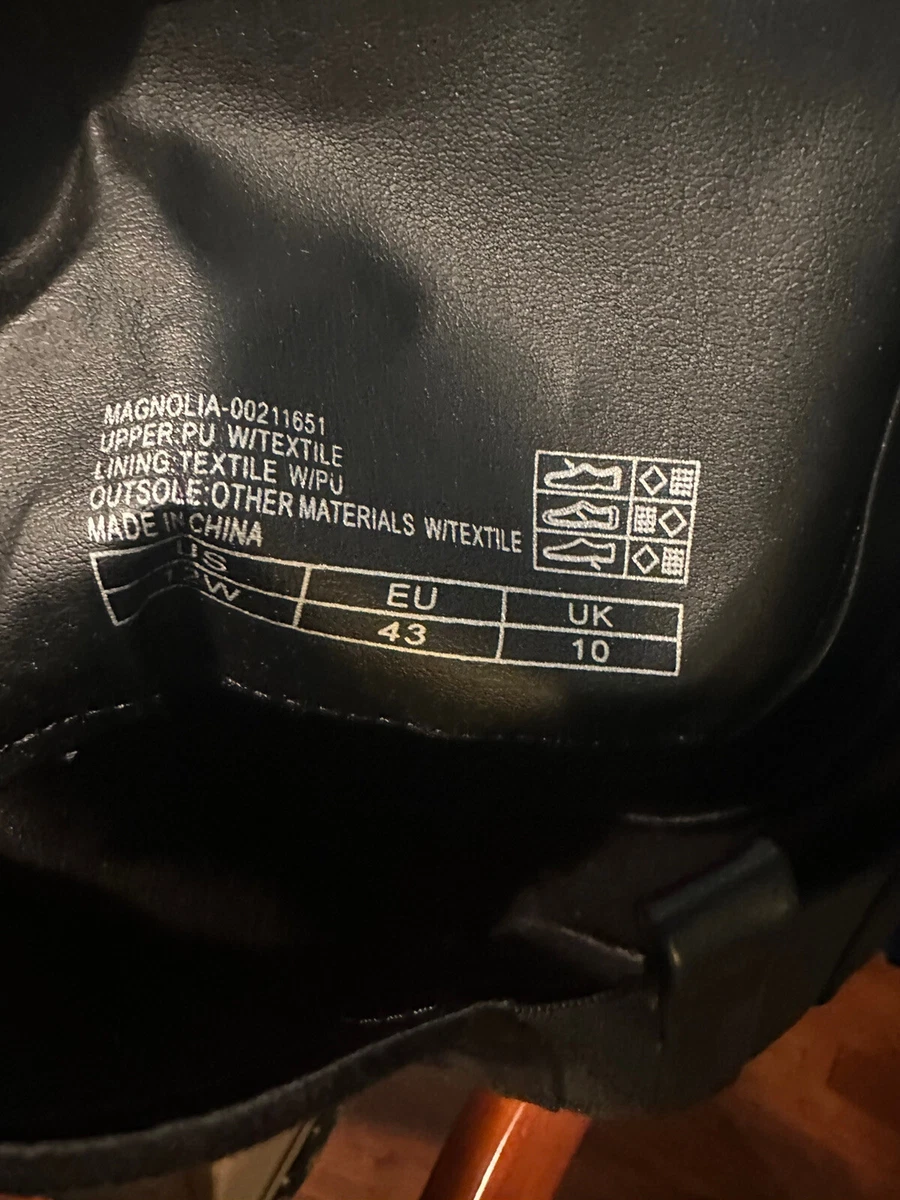 MAGNOLIA-00211651
UPPER:PU W/TEXTILE
LINING:TEXTILE W/PU
OUTSOLE:OTHER MATERIALS W/TEXTILE
MADE IN CHINA
US EU UK
43 10